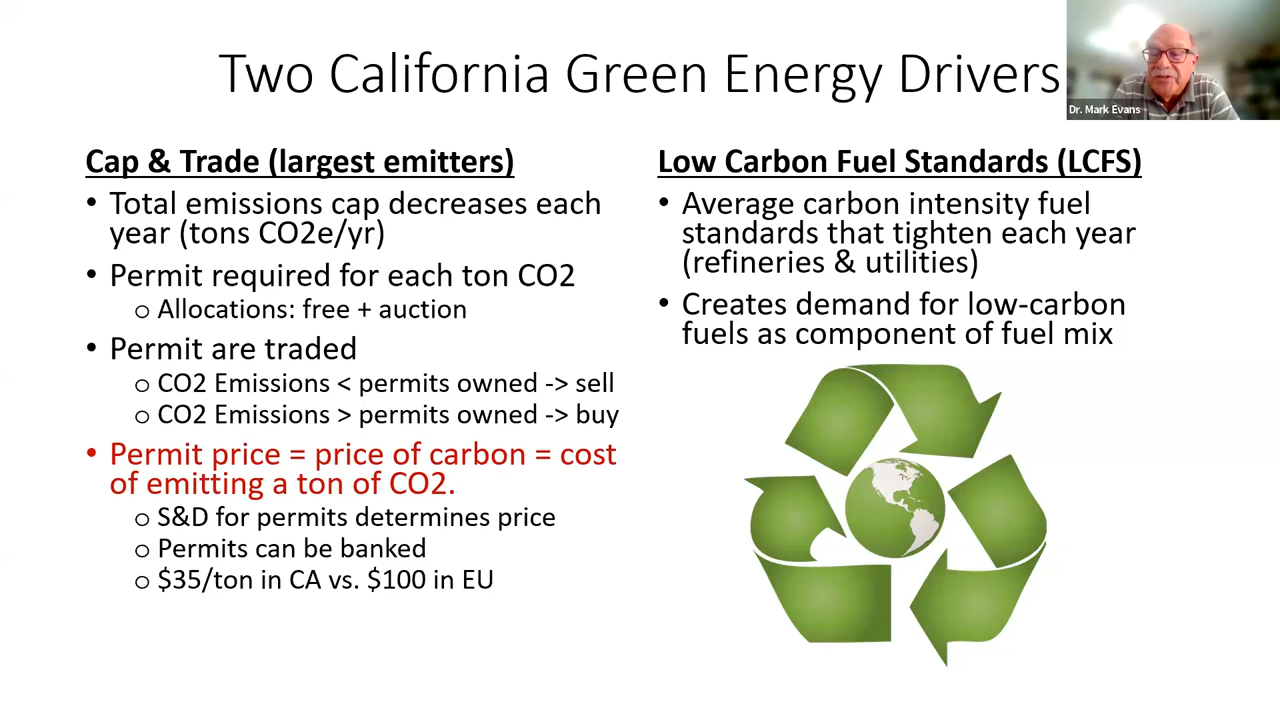 Two California Green Energy Drivers
Dr. Mark Evans
Cap & Trade (largest emitters)
• Total emissions cap decreases each
year (tons CO2e/yr)
• Permit required for each ton CO2
o Allocations: free + auction
• Permit are traded
o CO2 Emissions < permits owned -> sell
o CO2 Emissions > permits owned -> buy
• Permit price = price of carbon = cost
of emitting a ton of CO2.
o S&D for permits determines price
o Permits can be banked
o $35/ton in CA vs. $100 in EU
Low Carbon Fuel Standards (LCFS)
• Average carbon intensity fuel
standards that tighten each year
(refineries & utilities)
• Creates demand for low-carbon
fuels as component of fuel mix